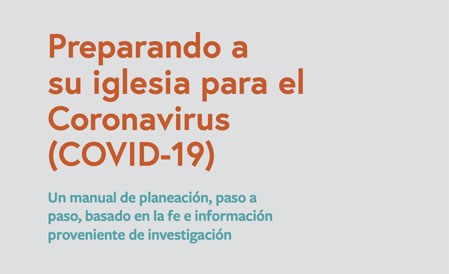 Preparando a
su iglesia para el
Coronavirus
(COVID-19)
Un manual de planeación, paso a
paso, basado en la fe e información
proveniente de investigación